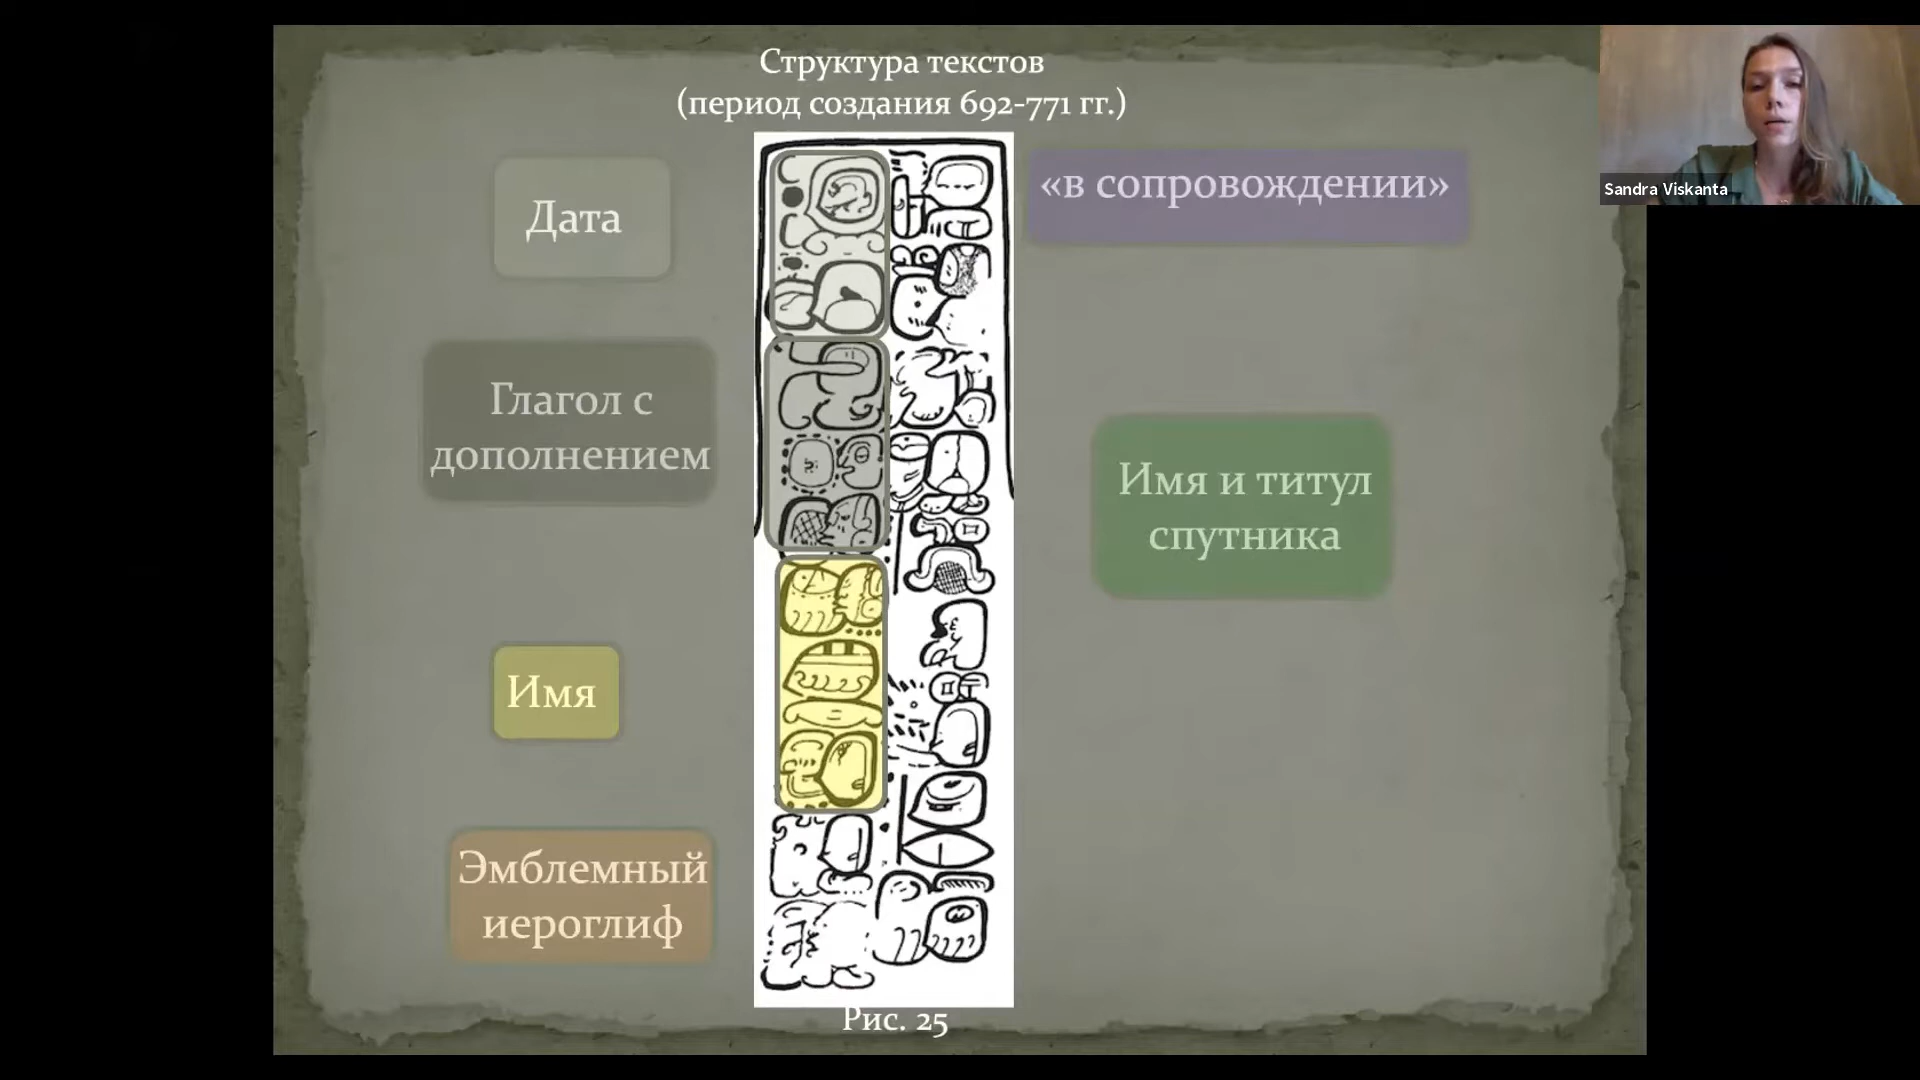 Структура текстов
(период создания 692-771 гг.)
Дата
«в сопровождении»
Sandra Viskanta
Глагол с
дополнением
Имя и титул
спутника
Имя
Эмблемный
иероглиф
Рис. 25